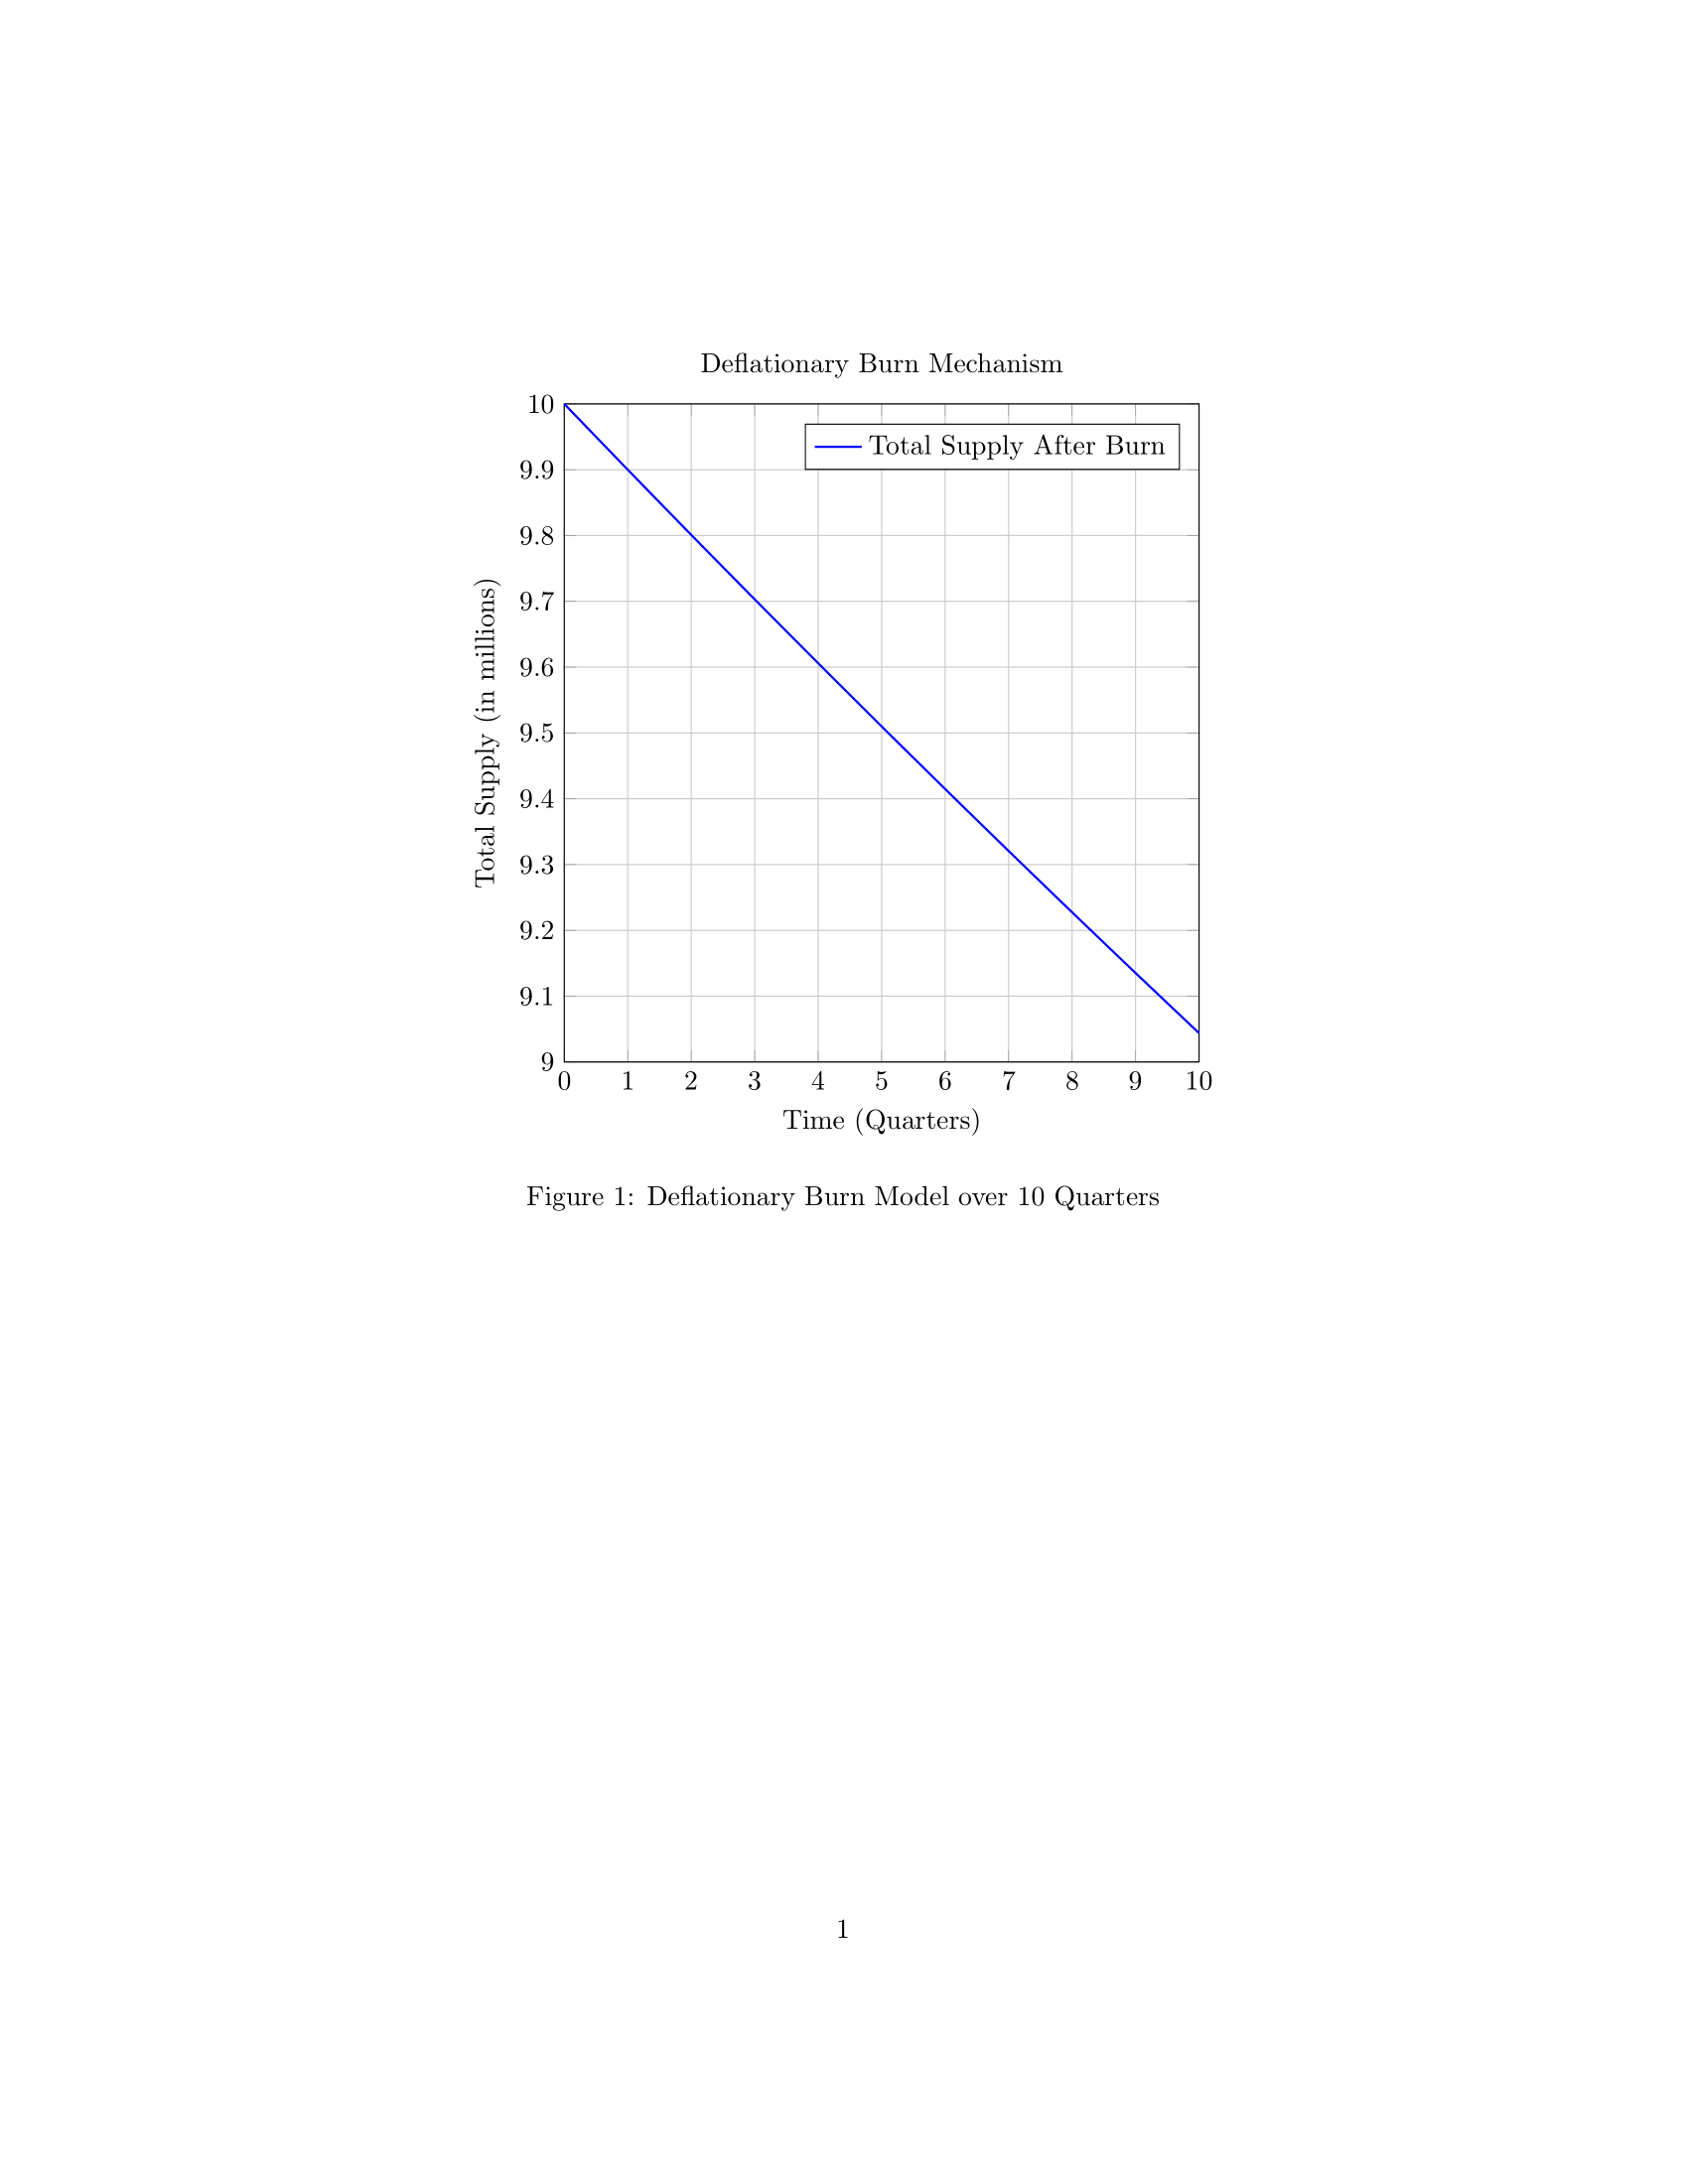 Deflationary Burn Mechanism
10
Total Supply After Burn
9.9
9.8
9.7
9.6
9.5
9.4
9.3
9.2
9.1
9
Total Supply (in millions)
0 1 2 3 4 5 6 7 8 9 10
Time (Quarters)
Figure 1: Deflationary Burn Model over 10 Quarters
1